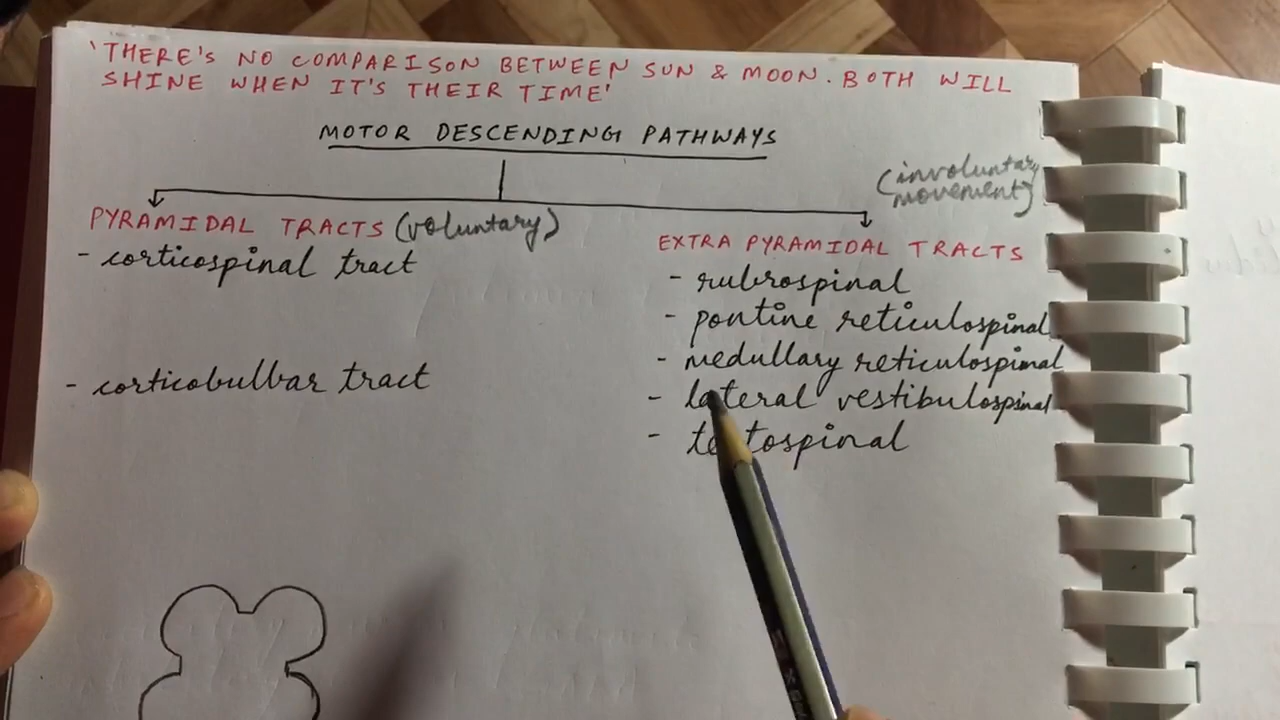 'THERE'S NO COMPARISON BETWEEN SUN & MOON. BOTH WILL
SHINE WHEN IT'S THEIR TIME'
MOTOR DESCENDING PATHWAYS
(involuntary
movement)
PYRAMIDAL TRACTS (voluntary)
- corticospinal tract
- corticobulbar tract
EXTRA PYRAMIDAL TRACTS
- rubrospinal
- pontine reticulospinal
- medullary reticulospinal
- lateral vestibulospinal
- tectospinal